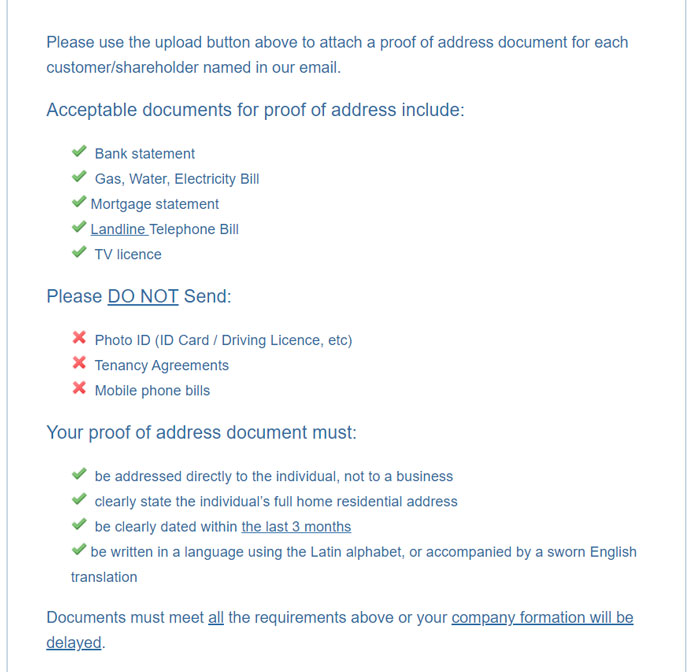 Please use the upload button above to attach a proof of address document for each
customer/shareholder named in our email.
Acceptable documents for proof of address include:
Bank statement
Gas, Water, Electricity Bill
Mortgage statement
Landline Telephone Bill
TV licence
Please DO NOT Send:
Photo ID (ID Card / Driving Licence, etc)
Tenancy Agreements
Mobile phone bills
Your proof of address document must:
be addressed directly to the individual, not to a business
clearly state the individual's full home residential address
be clearly dated within the last 3 months
be written in a language using the Latin alphabet, or accompanied by a sworn English
translation
Documents must meet all the requirements above or your company formation will be
delayed.